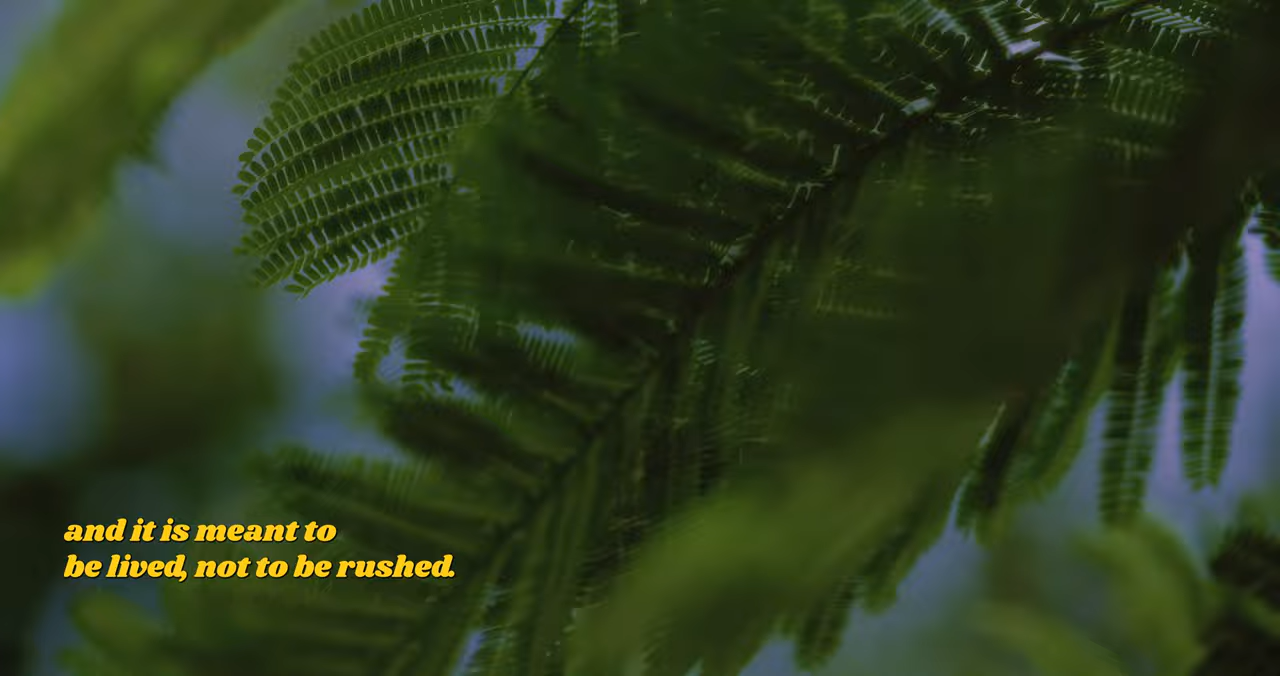 and it is meant to
be lived, not to be rushed.